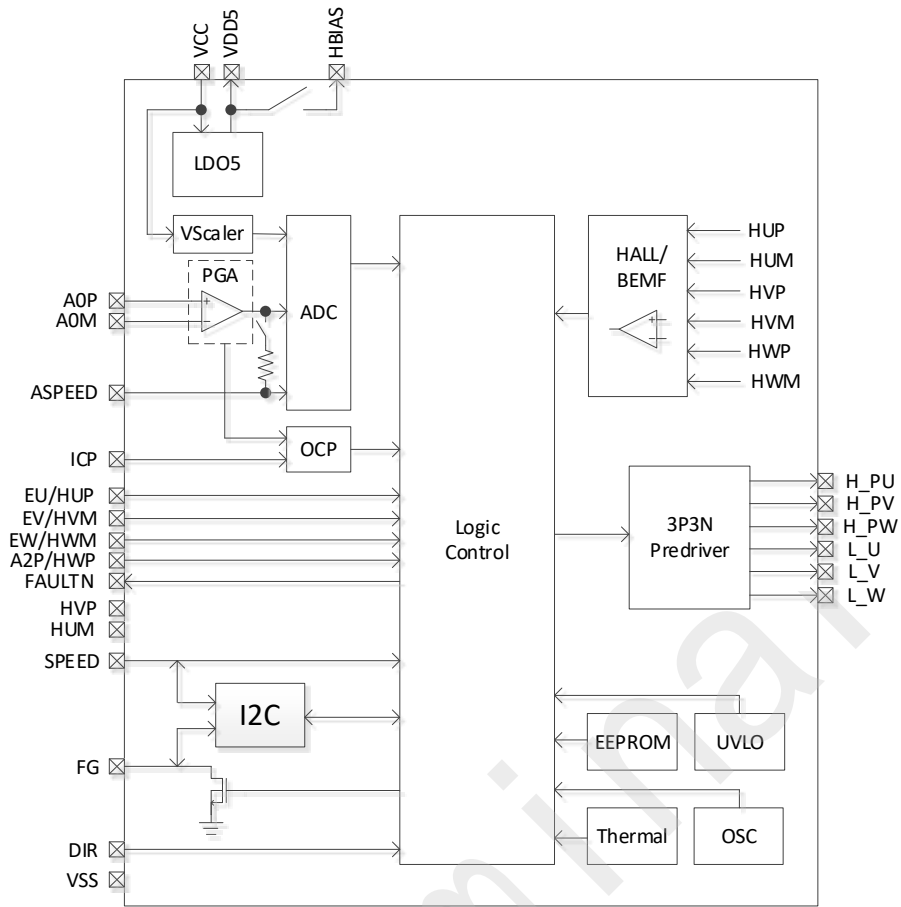 VCC
VDD5
HBIAS
LDO5
VScaler
PGA
A0P
A0M
ADC
ASPEED
OCP
ICP
EU/HUP
EV/HVM
EW/HWM
A2P/HWP
FAULTN
HVP
HUM
SPEED
I2C
FG
DIR
VSS
Logic
Control
HALL/
BEMF
HUP
HUM
HVP
HVM
HWP
HWM
3P3N
Predriver
H_PU
H_PV
H_PW
L_U
L_V
L_W
EEPROM
UVLO
Thermal
OSC
minar